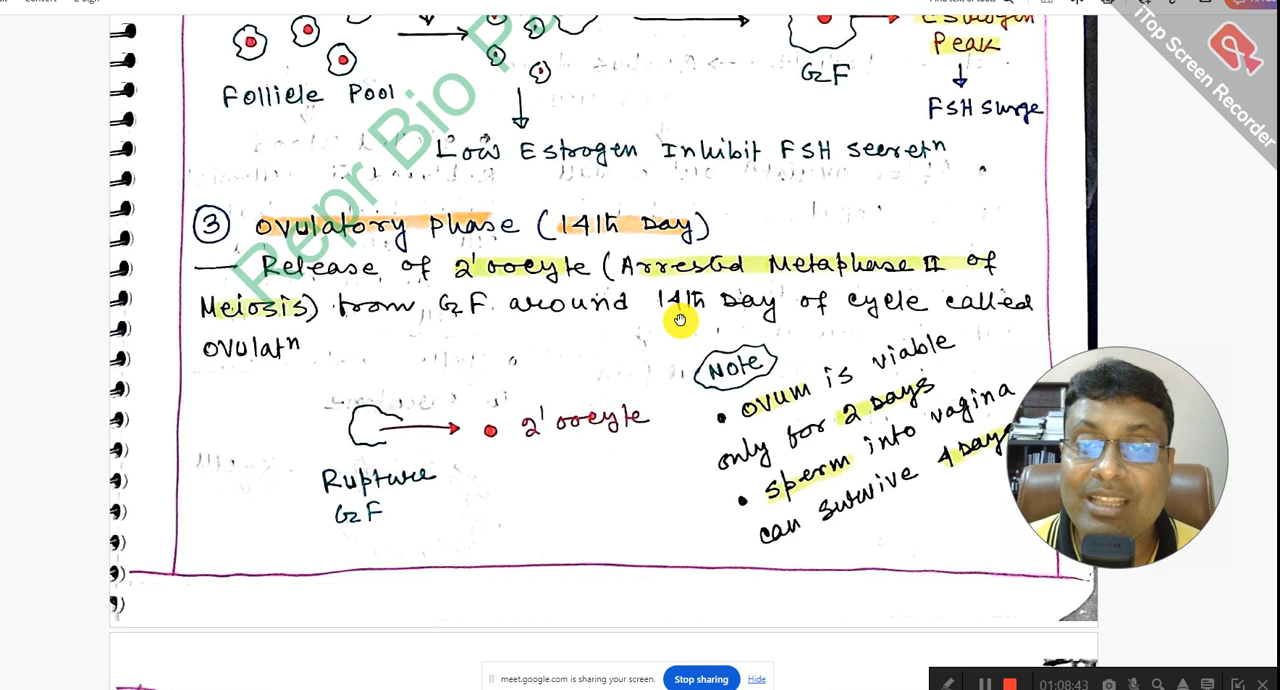 Estrogen
Peak
GF
Follicle Pool
FSH surge
Low Estrogen Inhibit FSH secretⁿ
③ Ovulatory phase (14th Day)
— Release of 2' oocyte (Arrested Metaphase II of
Meiosis) from GF around 14th Day of cycle called
ovulatⁿ
Note
• Ovum is viable
only for 2 Days
• Sperm into vagina
can survive 4 Days
2' oocyte
Rupture
GF
Repr Bio
iTop Screen Recorder
meet.google.com is sharing your screen.
Stop sharing
Hide
01:08:43